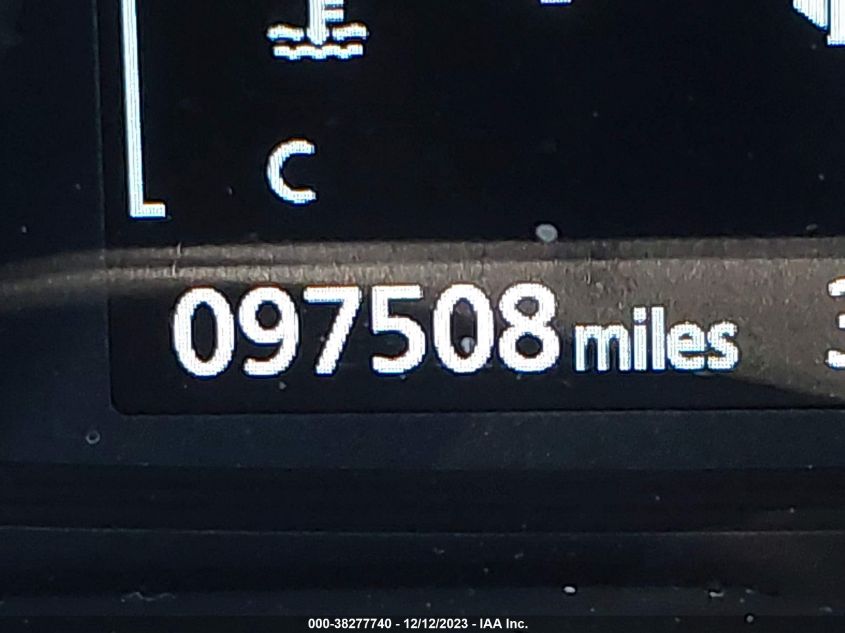 C
097508 miles
000-38277740 - 12/12/2023 - IAA Inc.